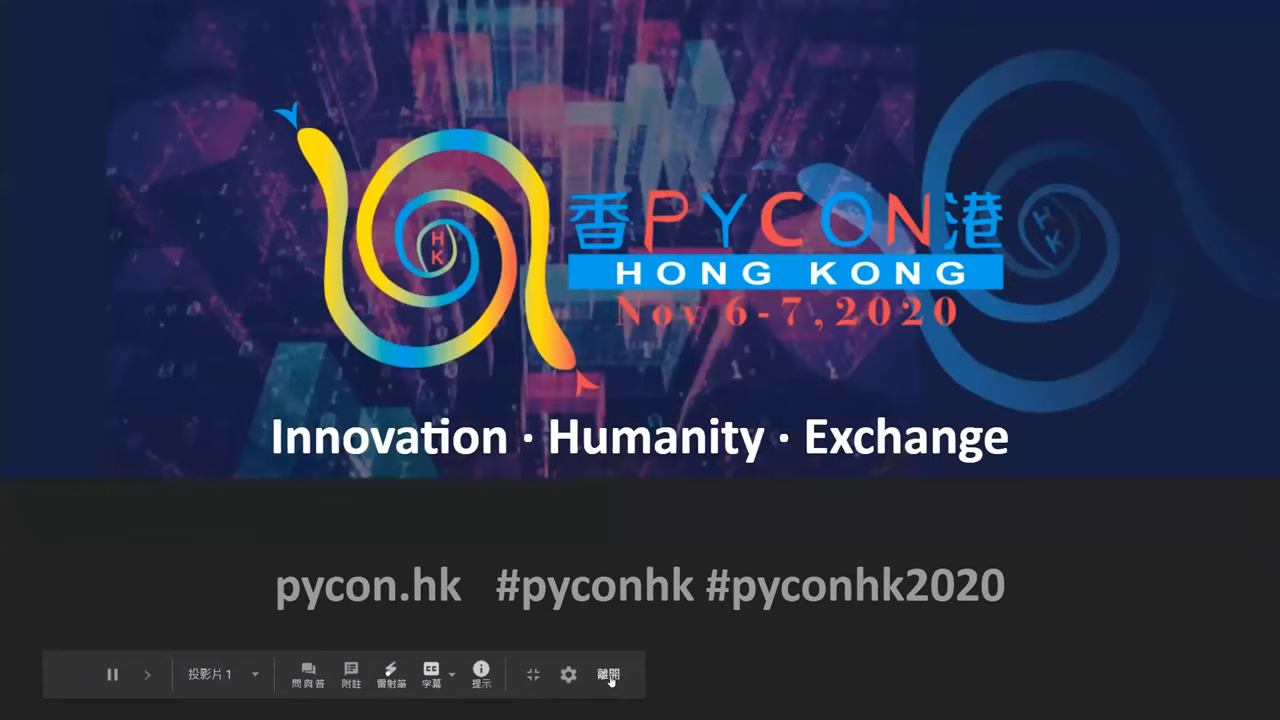 香PYCON港
HONG KONG
Nov 6-7,2020
H
K
H
K
Innovation · Humanity · Exchange
pycon.hk #pyconhk #pyconhk2020
投影片 1
問與答
附註
雷射筆
CC
字幕
提示
離開